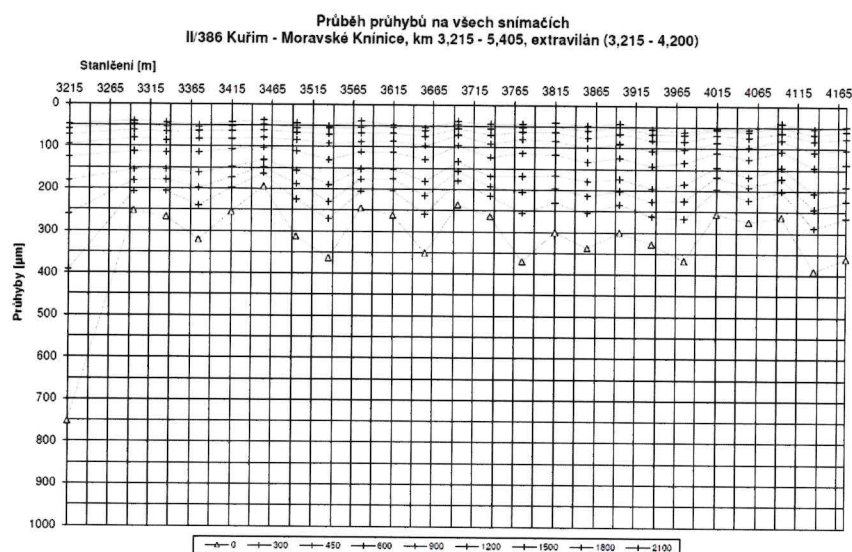 Průběh průhybů na všech snímačích
II/386 Kuřim - Moravské Knínice, km 3,215 - 5,405, extravilán (3,215 - 4,200)
Staničení [m]
3215 3265 3315 3365 3415 3465 3515 3565 3615 3665 3715 3765 3815 3865 3915 3965 4015 4065 4115 4165
0
100
200
300
400
500
600
700
800
900
1000
Průhyby [µm]
0 300 450 600 900 1200 1500 1800 2100